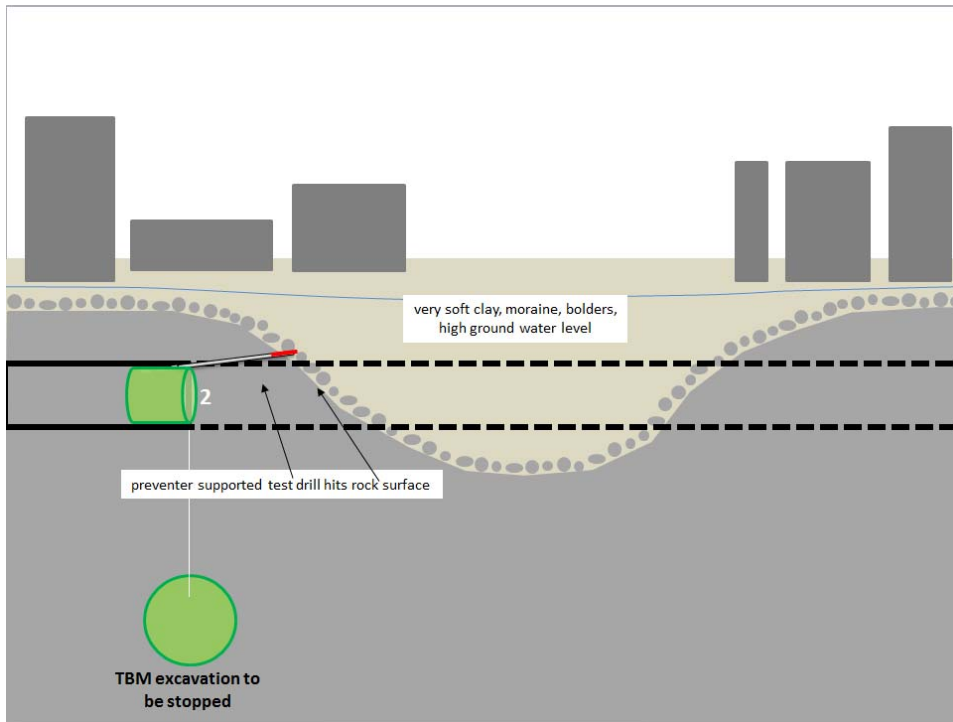 very soft clay, moraine, bolders,
high ground water level
2
preventer supported test drill hits rock surface
TBM excavation to
be stopped